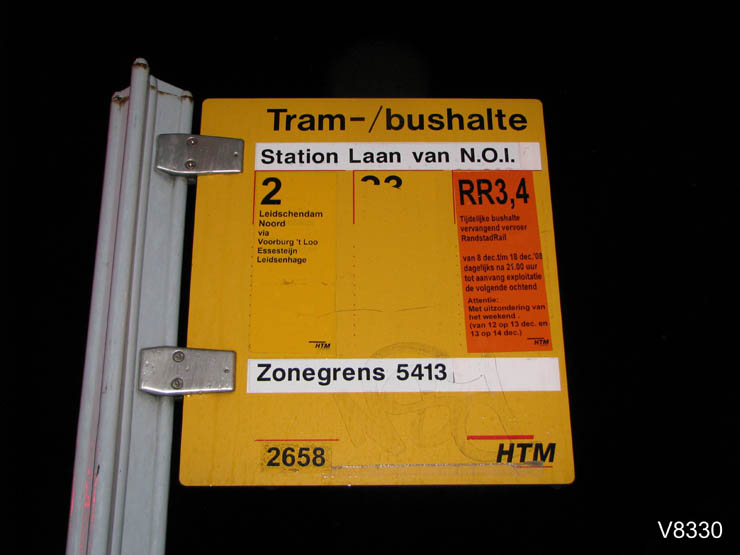 Tram-/bushalte
Station Laan van N.O.I.
2
Leidschendam
Noord
via
Voorburg 't Loo
Essesteijn
Leidsenhage
HTM
RR3,4
Tijdelijke bushalte
vervangend vervoer
RandstadRail
van 8 dec.t/m 18 dec.'08
dagelijks na 21.00 uur
tot aanvang exploitatie
de volgende ochtend
Attentie:
Met uitzondering van
het weekend .
(van 12 op 13 dec. en
13 op 14 dec.)
HTM
Zonegrens 5413
2658
HTM
V8330